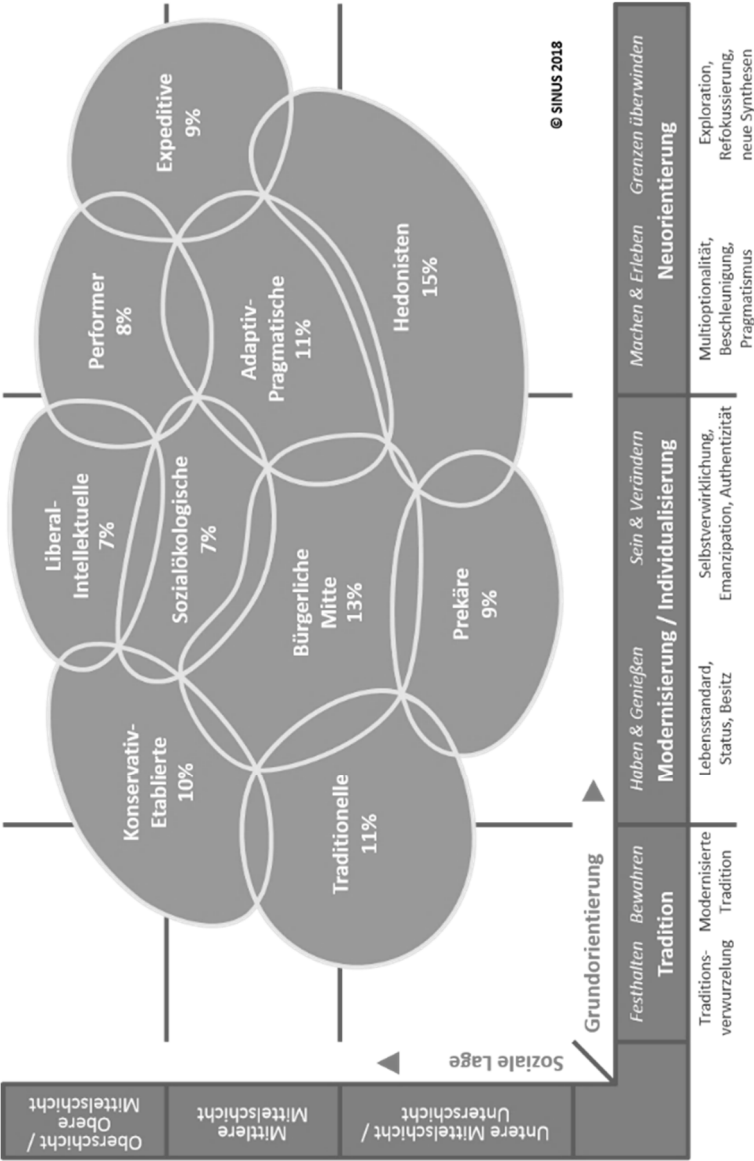 Oberschicht /
Obere
Mittelschicht
Mittlere
Mittelschicht
Untere Mittelschicht /
Unterschicht
Soziale Lage
Konservativ-
Etablierte
10%
Liberal-
Intellektuelle
7%
Performer
8%
Expeditive
9%
Sozialökologische
7%
Adaptiv-
Pragmatische
11%
Traditionelle
11%
Bürgerliche
Mitte
13%
Hedonisten
15%
Prekäre
9%
© SINUS 2018
Grundorientierung
Festhalten Bewahren
Tradition
Haben & Genießen Sein & Verändern
Modernisierung / Individualisierung
Machen & Erleben Grenzen überwinden
Neuorientierung
Traditions-
verwurzelung
Modernisierte
Tradition
Lebensstandard,
Status, Besitz
Selbstverwirklichung,
Emanzipation, Authentizität
Multioptionalität,
Beschleunigung,
Pragmatismus
Exploration,
Refokussierung,
neue Synthesen